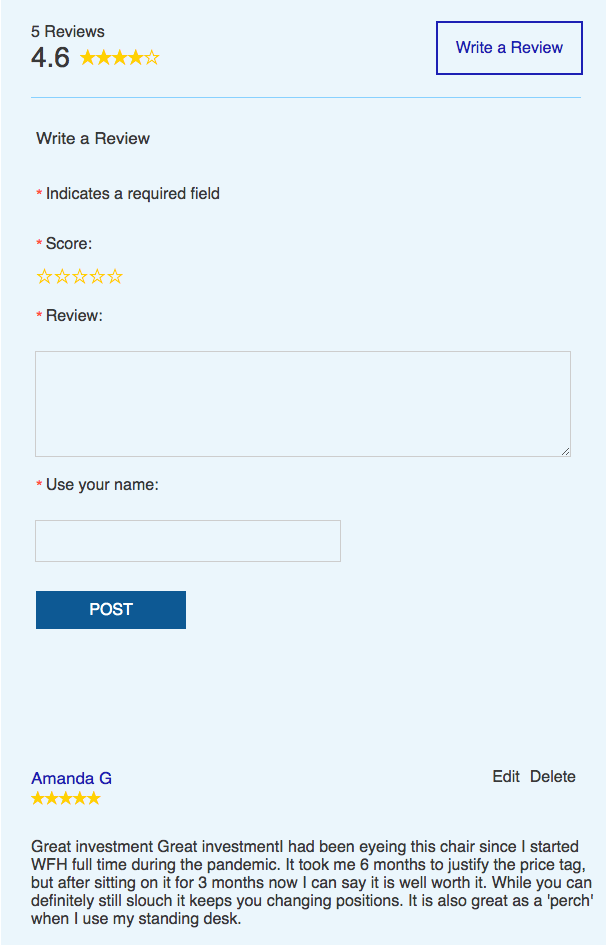 5 Reviews
4.6
Write a Review
Write a Review
* Indicates a required field
* Score:
* Review:
* Use your name:
POST
Amanda G
Edit Delete
Great investment Great investmentI had been eyeing this chair since I started
WFH full time during the pandemic. It took me 6 months to justify the price tag,
but after sitting on it for 3 months now I can say it is well worth it. While you can
definitely still slouch it keeps you changing positions. It is also great as a 'perch'
when I use my standing desk.